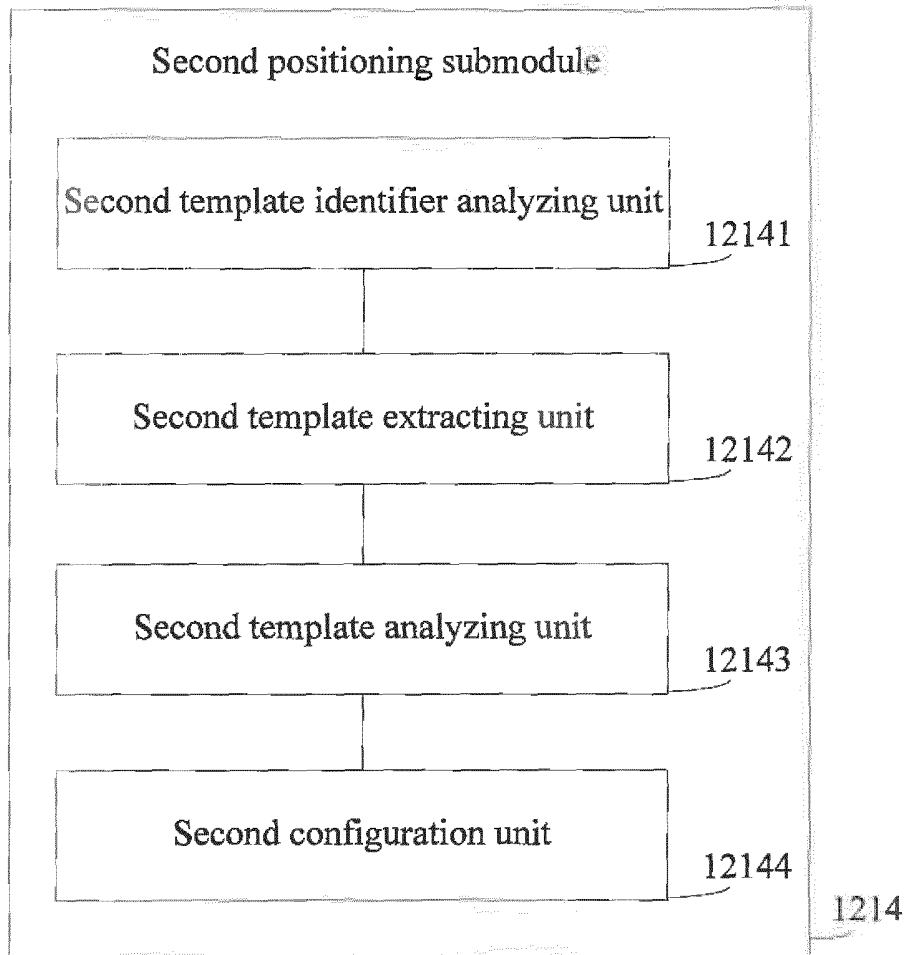 Second positioning submodule
Second template identifier analyzing unit
12141
Second template extracting unit
12142
Second template analyzing unit
12143
Second configuration unit
12144
1214